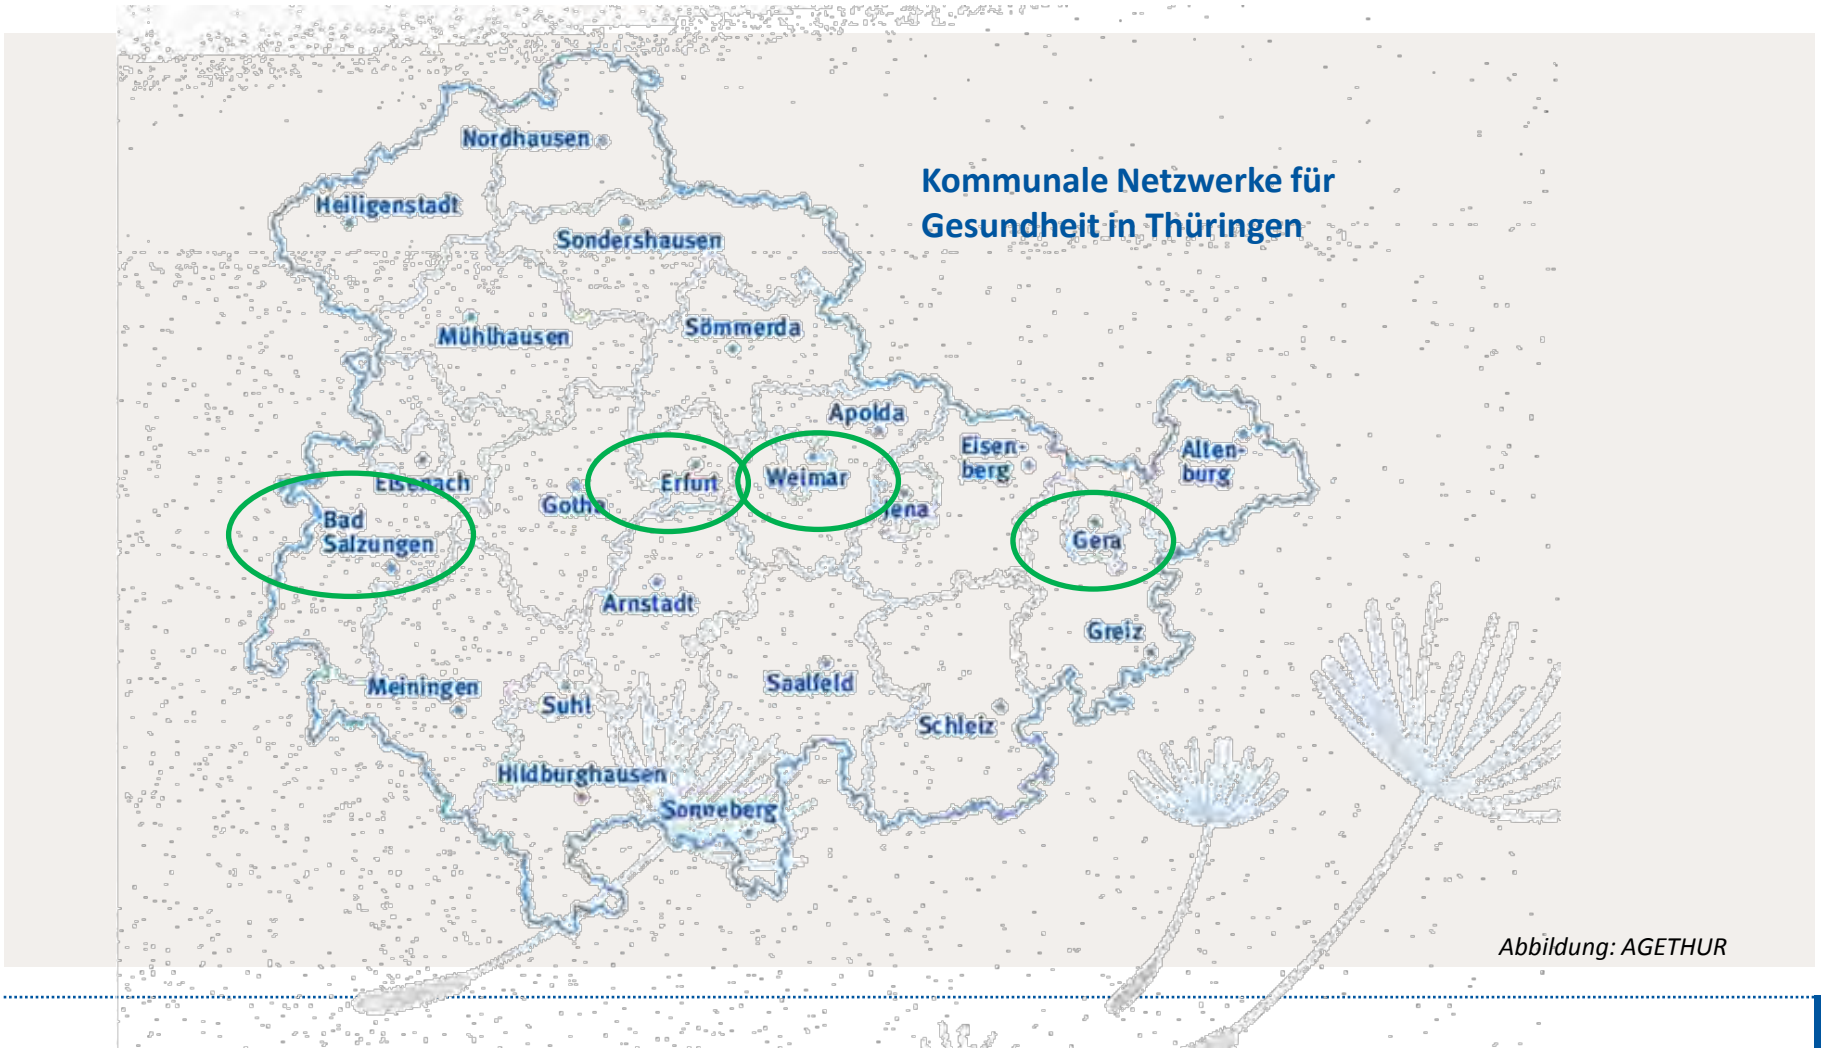 Nordhausen
Kommunale Netzwerke für
Gesundheit in Thüringen
Heiligenstadt
Sondershausen
Mühlhausen
Sömmerda
Apolda
Eisen-
berg
Alten-
burg
Eisenach
Gotha
Erfurt
Weimar
Jena
Bad
Salzungen
Gera
Arnstadt
Greiz
Meiningen
Suhl
Saalfeld
Schleiz
Hildburghausen
Sonneberg
Abbildung: AGETHUR